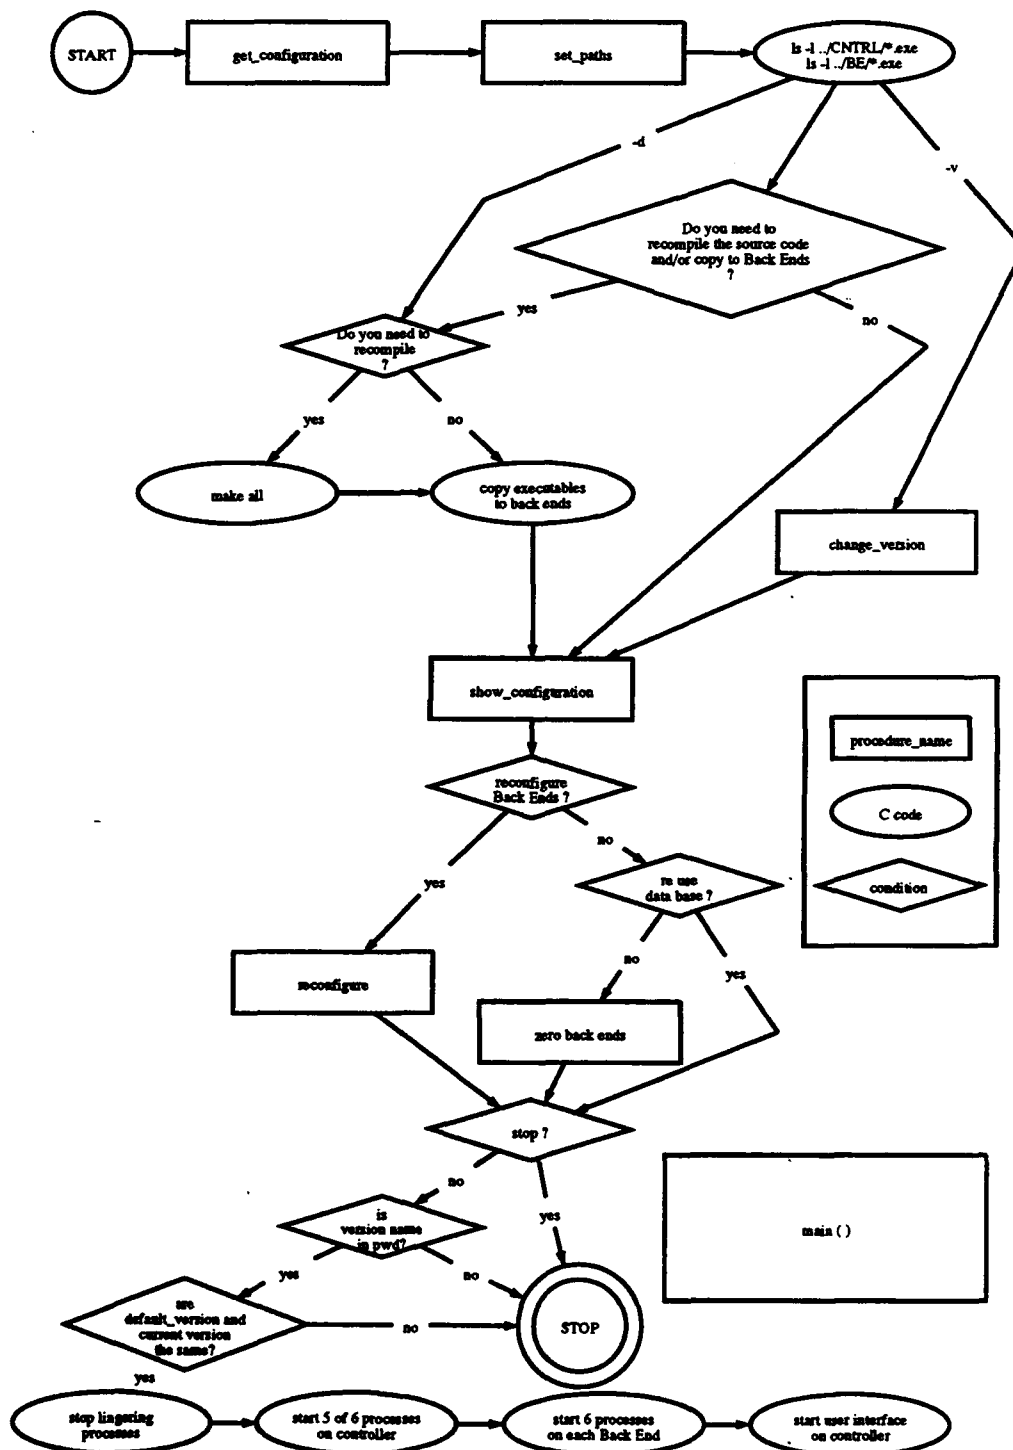 START
get_configuration
set_paths
ls -l ../CNTRL/*.exe
ls -l ../BE/*.exe
-d
-v
Do you need to
recompile the source code
and/or copy to Back Ends
?
yes
no
Do you need to
recompile
?
yes
no
make all
copy executables
to back ends
change_version
show_configuration
procedure_name
C code
condition
reconfigure
Back Ends ?
no
yes
re use
data base ?
no
yes
reconfigure
zero back ends
stop ?
no
yes
main ( )
is
version name
in pwd?
yes
no
are
default_version and
current version
the same?
no
STOP
yes
stop lingering
processes
start 5 of 6 processes
on controller
start 6 processes
on each Back End
start user interface
on controller